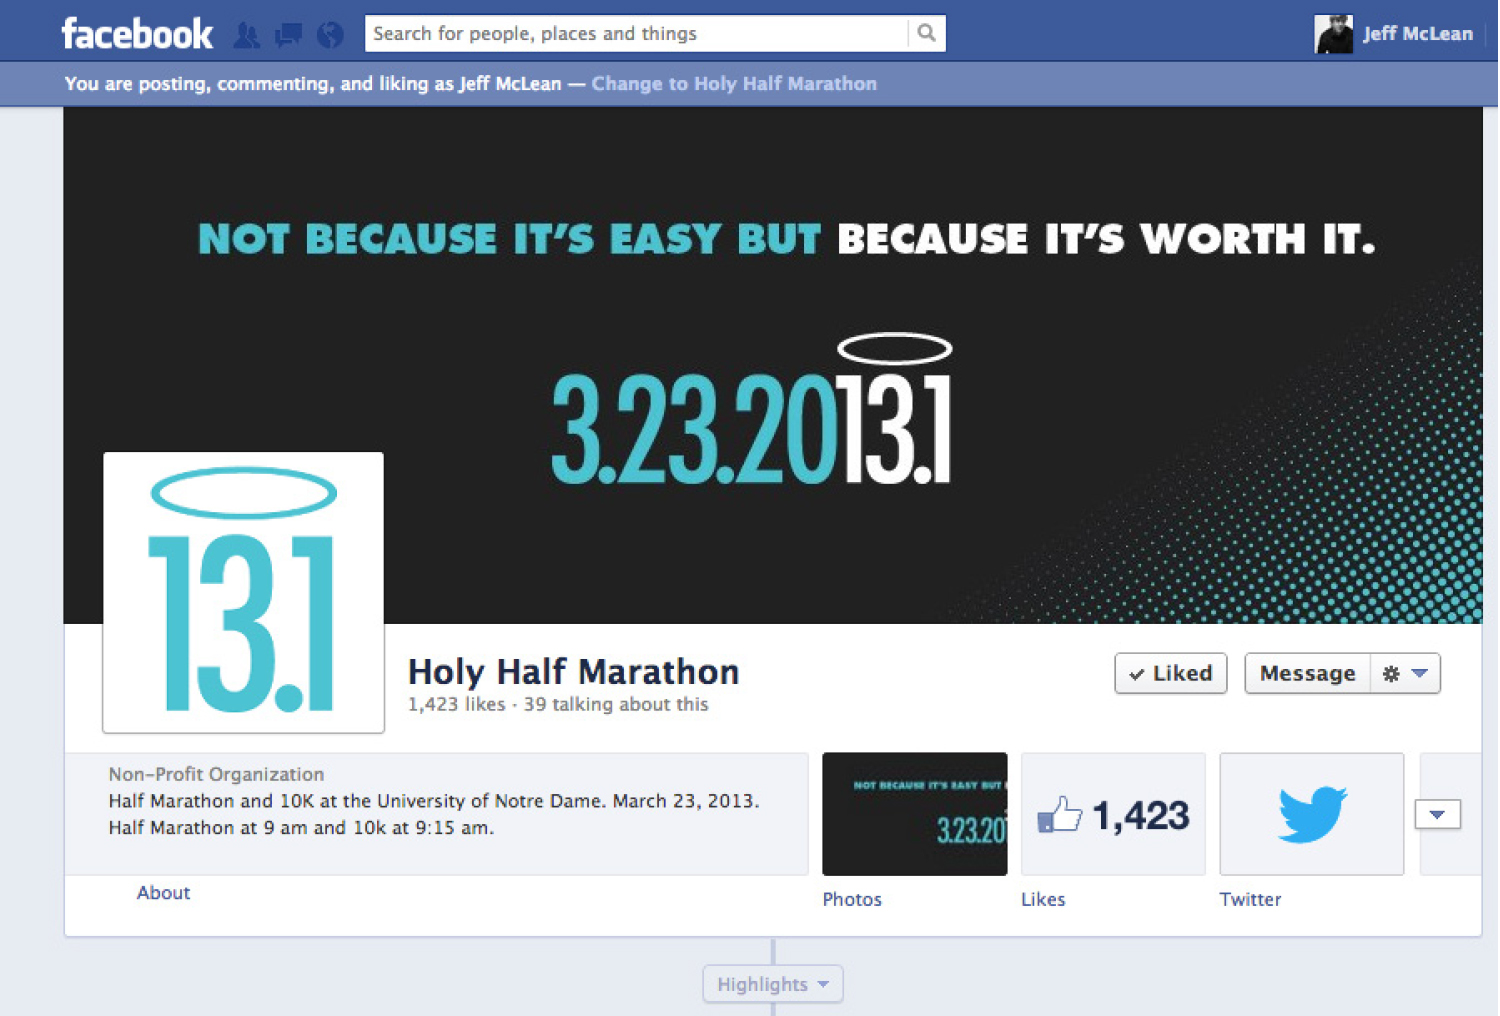 facebook
Search for people, places and things
Jeff McLean
You are posting, commenting, and liking as Jeff McLean — Change to Holy Half Marathon
NOT BECAUSE IT'S EASY BUT BECAUSE IT'S WORTH IT.
3.23.2013.1
13.1
Holy Half Marathon
1,423 likes · 39 talking about this
Liked
Message
Non-Profit Organization
Half Marathon and 10K at the University of Notre Dame. March 23, 2013.
Half Marathon at 9 am and 10k at 9:15 am.
About
NOT BECAUSE IT'S EASY BUT
3.23.20
Photos
1,423
Likes
Twitter
Highlights